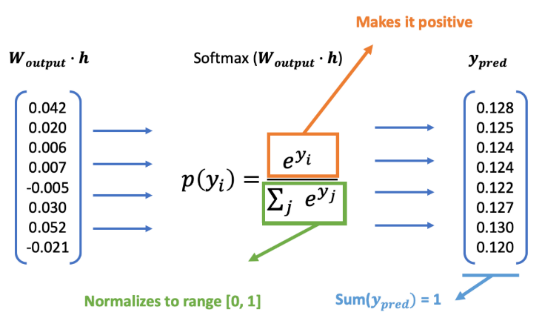 Makes it positive
W_output · h
Softmax (W_output · h)
y_pred
0.042
0.020
0.006
0.007
-0.005
0.030
0.052
-0.021
p(y_i) = e^{y_i} / ∑_j e^{y_j}
0.128
0.125
0.124
0.124
0.122
0.127
0.130
0.120
Normalizes to range [0, 1]
Sum(y_pred) = 1